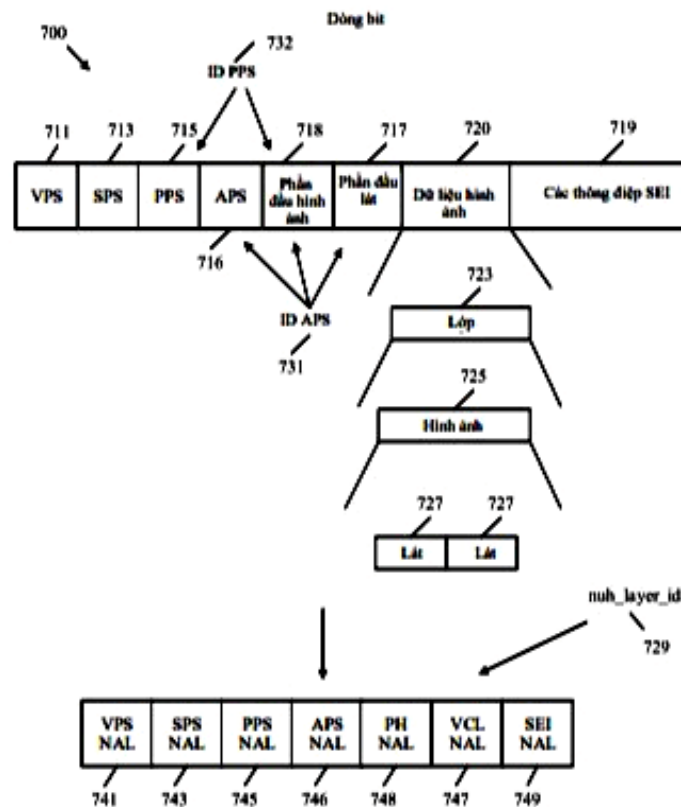 Dòng bit
700
732
ID PPS
711 713 715 718 717 720 719
VPS SPS PPS APS Phần đầu hình ảnh Phần đầu lát Dữ liệu hình ảnh Các thông điệp SEI
716
ID APS
731
723
Lớp
725
Hình ảnh
727 727
Lát Lát
nuh_layer_id
729
VPS NAL SPS NAL PPS NAL APS NAL PH NAL VCL NAL SEI NAL
741 743 745 746 748 747 749